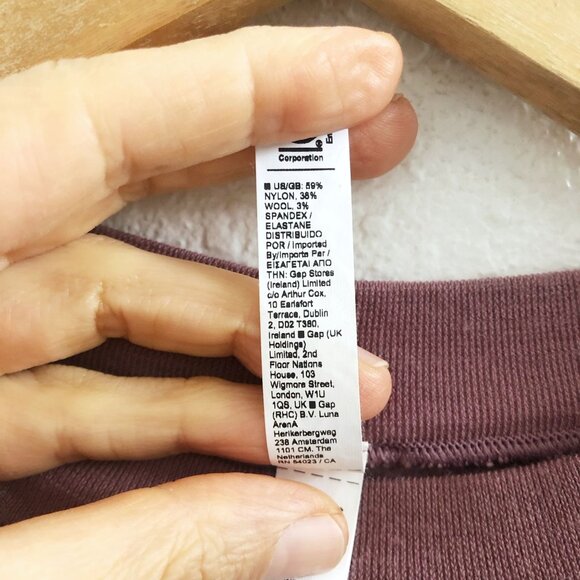 Corporation
■ US/GB: 59%
NYLON, 38%
WOOL, 3%
SPANDEX /
ELASTANE
DISTRIBUIDO
POR / Imported
By/Importe Par /
ΕΙΣΑΓΕΤΑΙ ΑΠΟ
ΤΗΝ: Gap Stores
(Ireland) Limited
c/o Arthur Cox,
10 Earlsfort
Terrace, Dublin
2, D02 T380,
Ireland ■ Gap (UK
Holdings)
Limited, 2nd
Floor Nations
House, 103
Wigmore Street,
London, W1U
1QS, UK ■ Gap
(RHC) B.V. Luna
ArenA
Herikerbergweg
238 Amsterdam
1101 CM, The
Netherlands
RN 54023 / CA